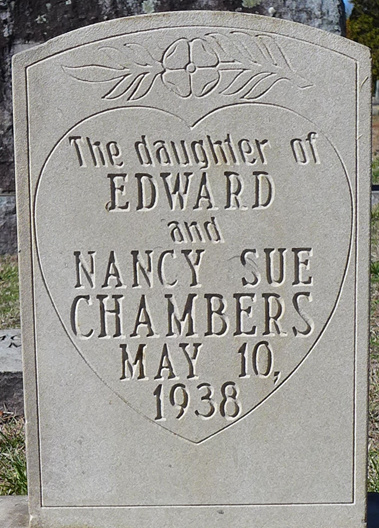 The daughter of
EDWARD
and
NANCY SUE
CHAMBERS
MAY 10,
1938